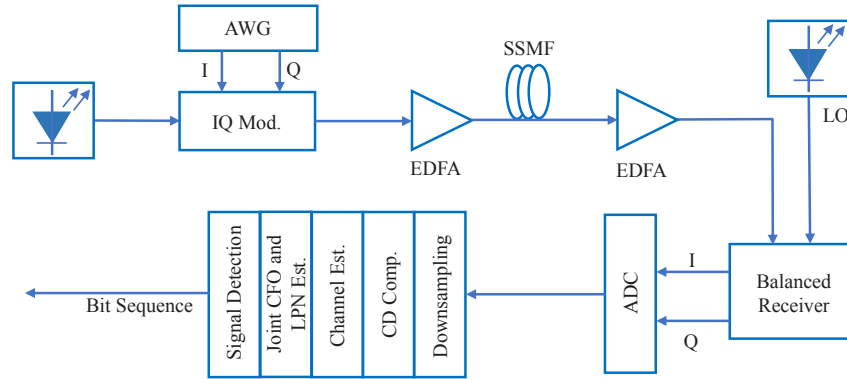 AWG
I
Q
SSMF
IQ Mod.
EDFA
EDFA
LO
Signal Detection
Joint CFO and
LPN Est.
Channel Est.
CD Comp.
Downsampling
ADC
I
Q
Balanced
Receiver
Bit Sequence